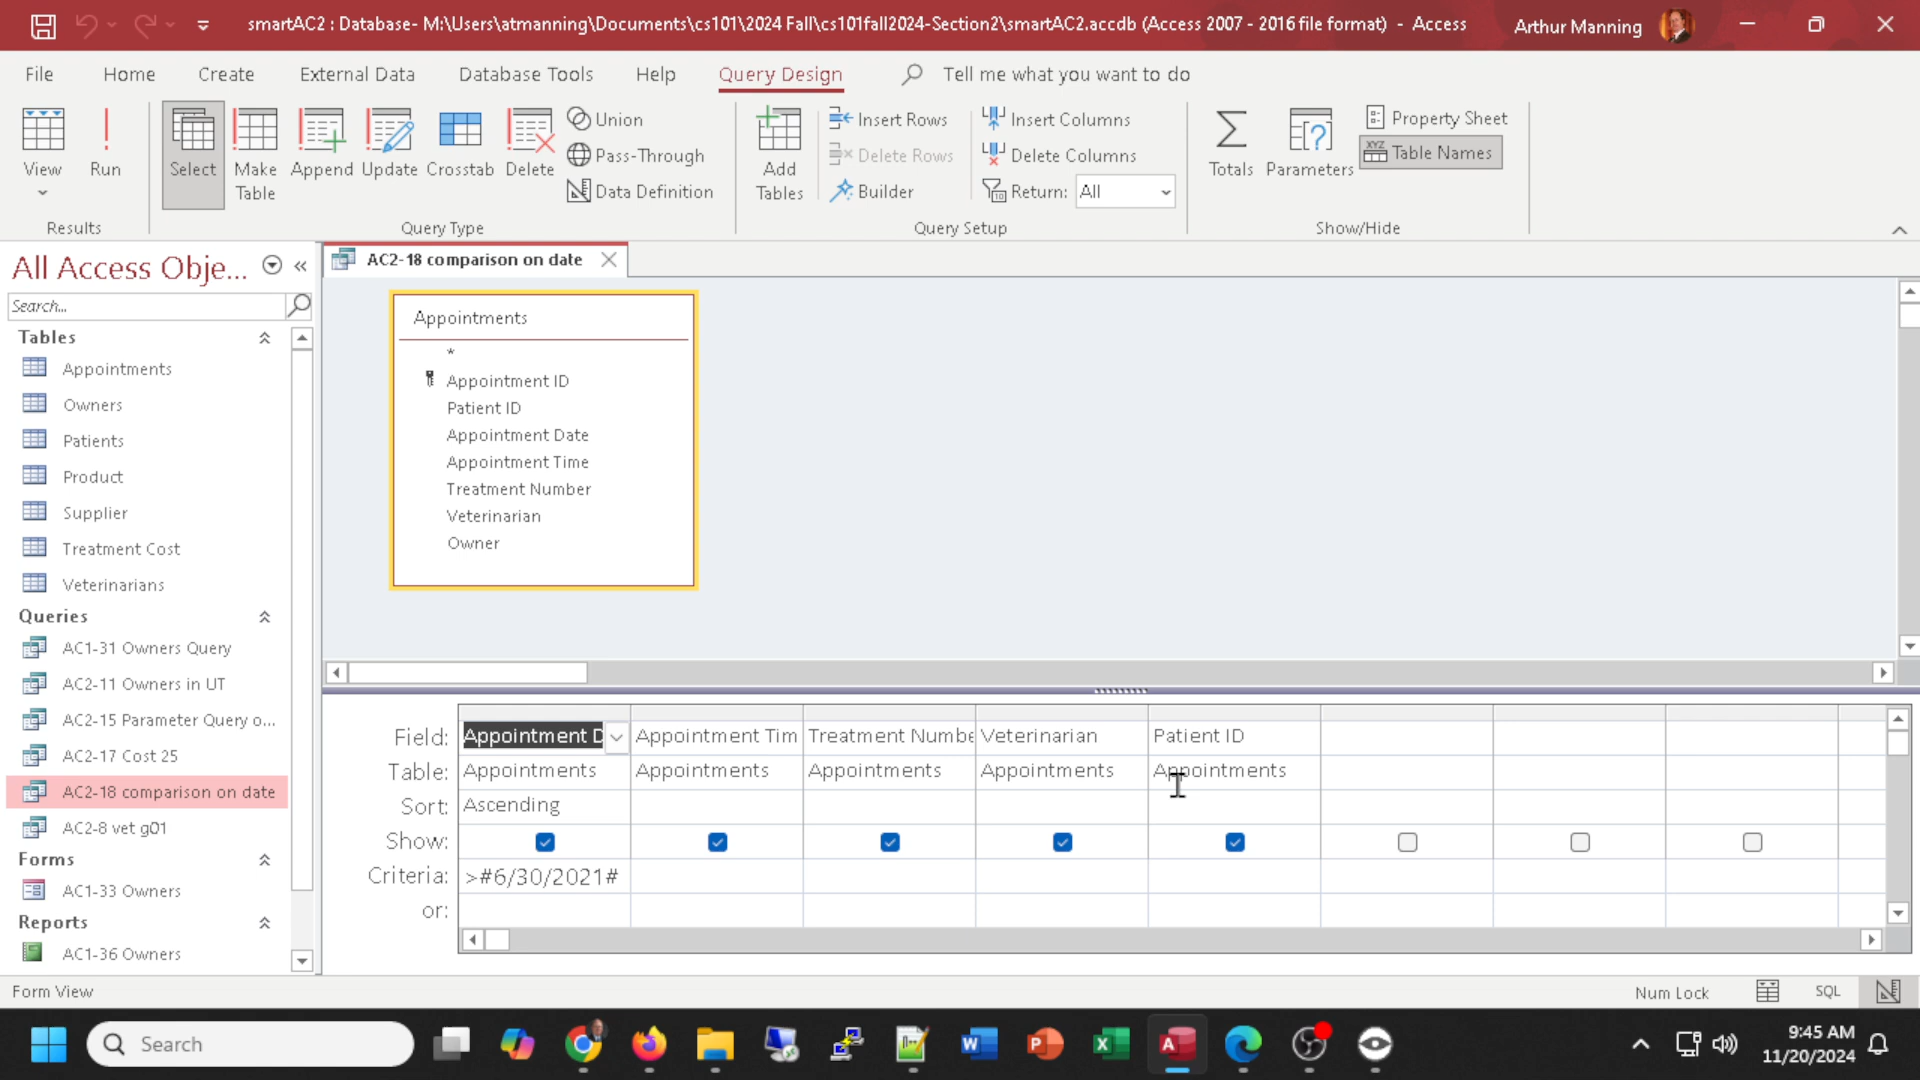 smartAC2 : Database- M:\Users\atmanning\Documents\cs101\2024 Fall\cs101fall2024-Section2\smartAC2.accdb (Access 2007 - 2016 file format) - Access
Arthur Manning
File Home Create External Data Database Tools Help Query Design Tell me what you want to do
View
Run
Select
Make Table
Append
Update
Crosstab
Delete
Union
Pass-Through
Data Definition
Add Tables
Insert Rows
Delete Rows
Builder
Insert Columns
Delete Columns
Return: All
Totals
Parameters
Property Sheet
XYZ Table Names
Results
Query Type
Query Setup
Show/Hide
All Access Obje...
Search...
Tables
Appointments
Owners
Patients
Product
Supplier
Treatment Cost
Veterinarians
Queries
AC1-31 Owners Query
AC2-11 Owners in UT
AC2-15 Parameter Query o...
AC2-17 Cost 25
AC2-18 comparison on date
AC2-8 vet g01
Forms
AC1-33 Owners
Reports
AC1-36 Owners
AC2-18 comparison on date
Appointments
*
Appointment ID
Patient ID
Appointment Date
Appointment Time
Treatment Number
Veterinarian
Owner
Field: Appointment D Appointment Tim Treatment Numbe Veterinarian Patient ID
Table: Appointments Appointments Appointments Appointments Appointments
Sort: Ascending
Show:
Criteria: >#6/30/2021#
or:
Form View
Num Lock
SQL
Search
9:45 AM
11/20/2024